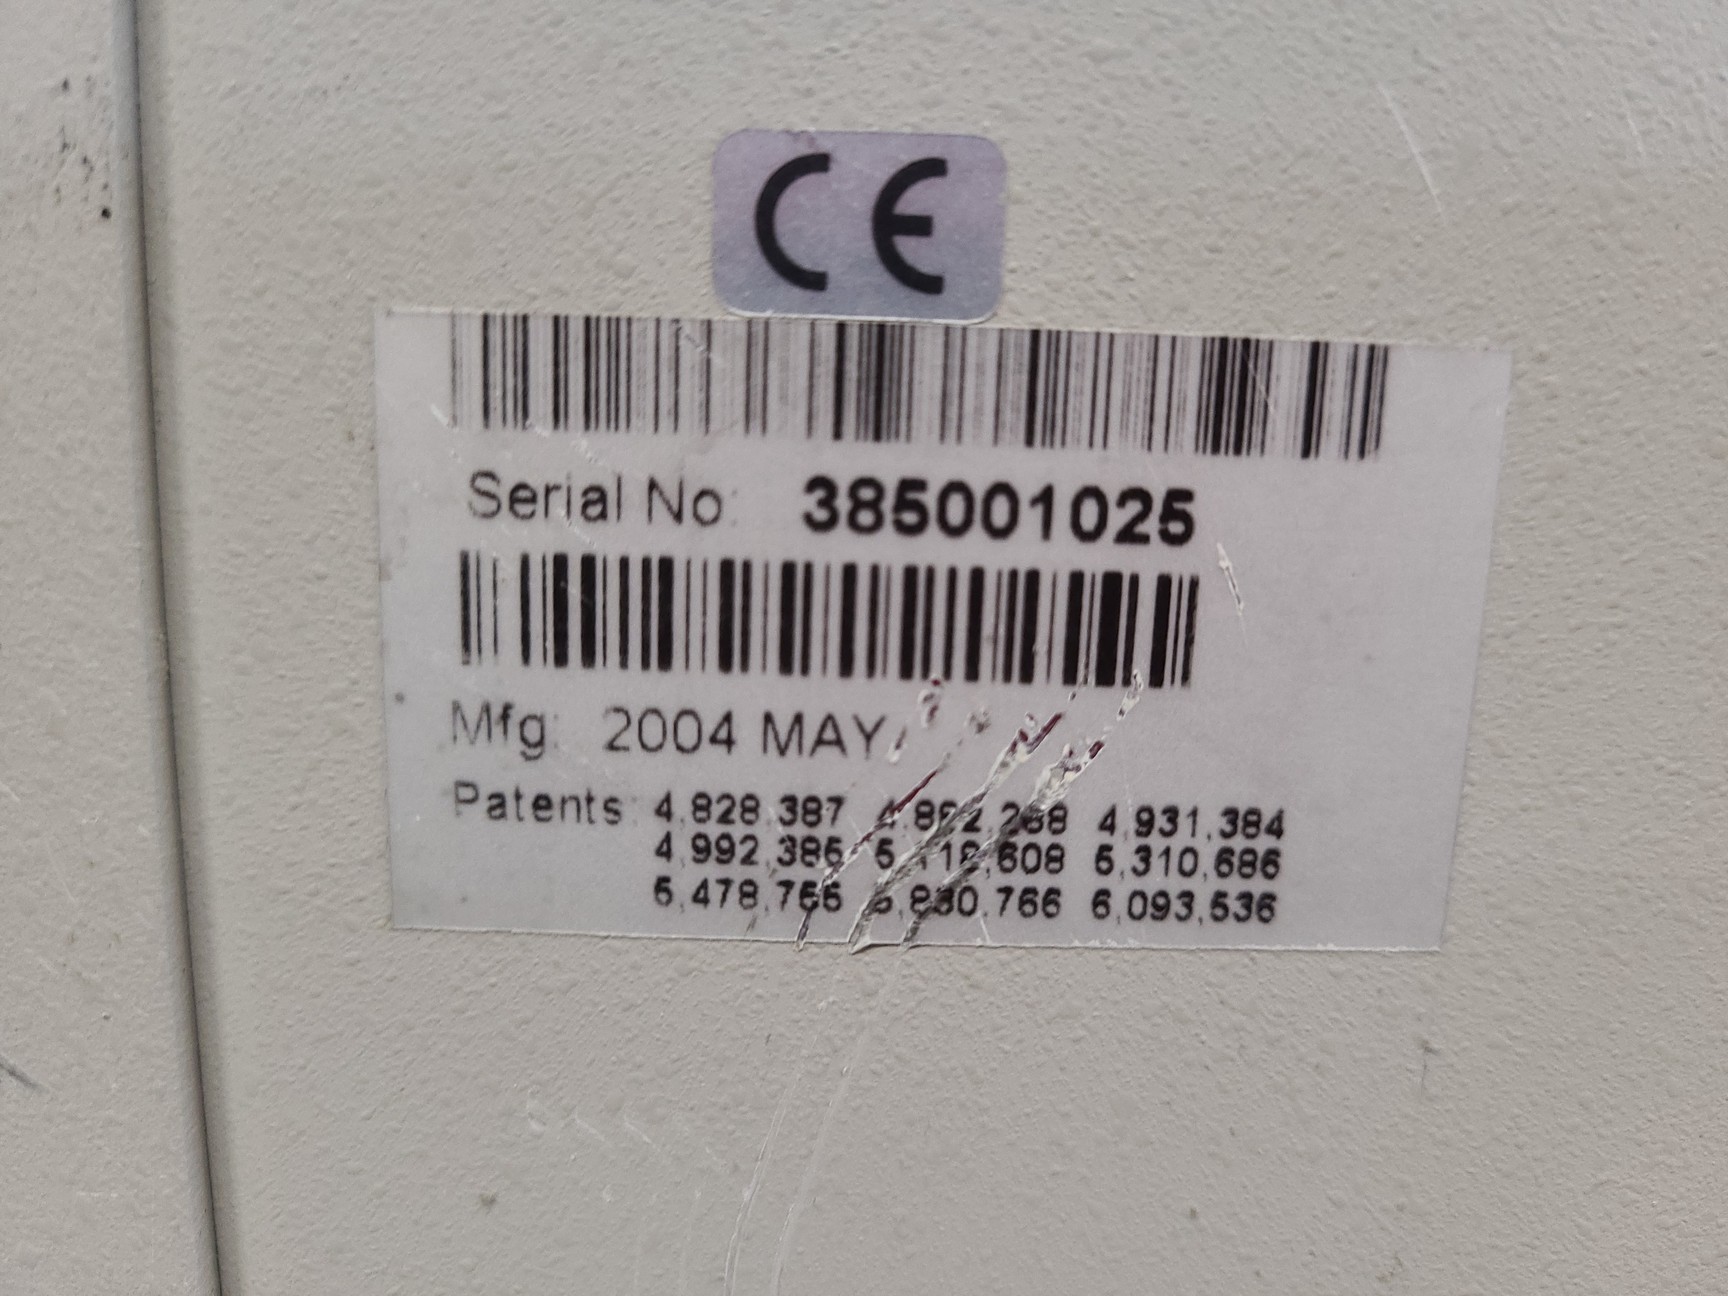 CE
Serial No: 385001025
Mfg: 2004 MAY
Patents: 4,828,387 4,931,384
4,992,385 5,310,686
5,478,766 6,093,536